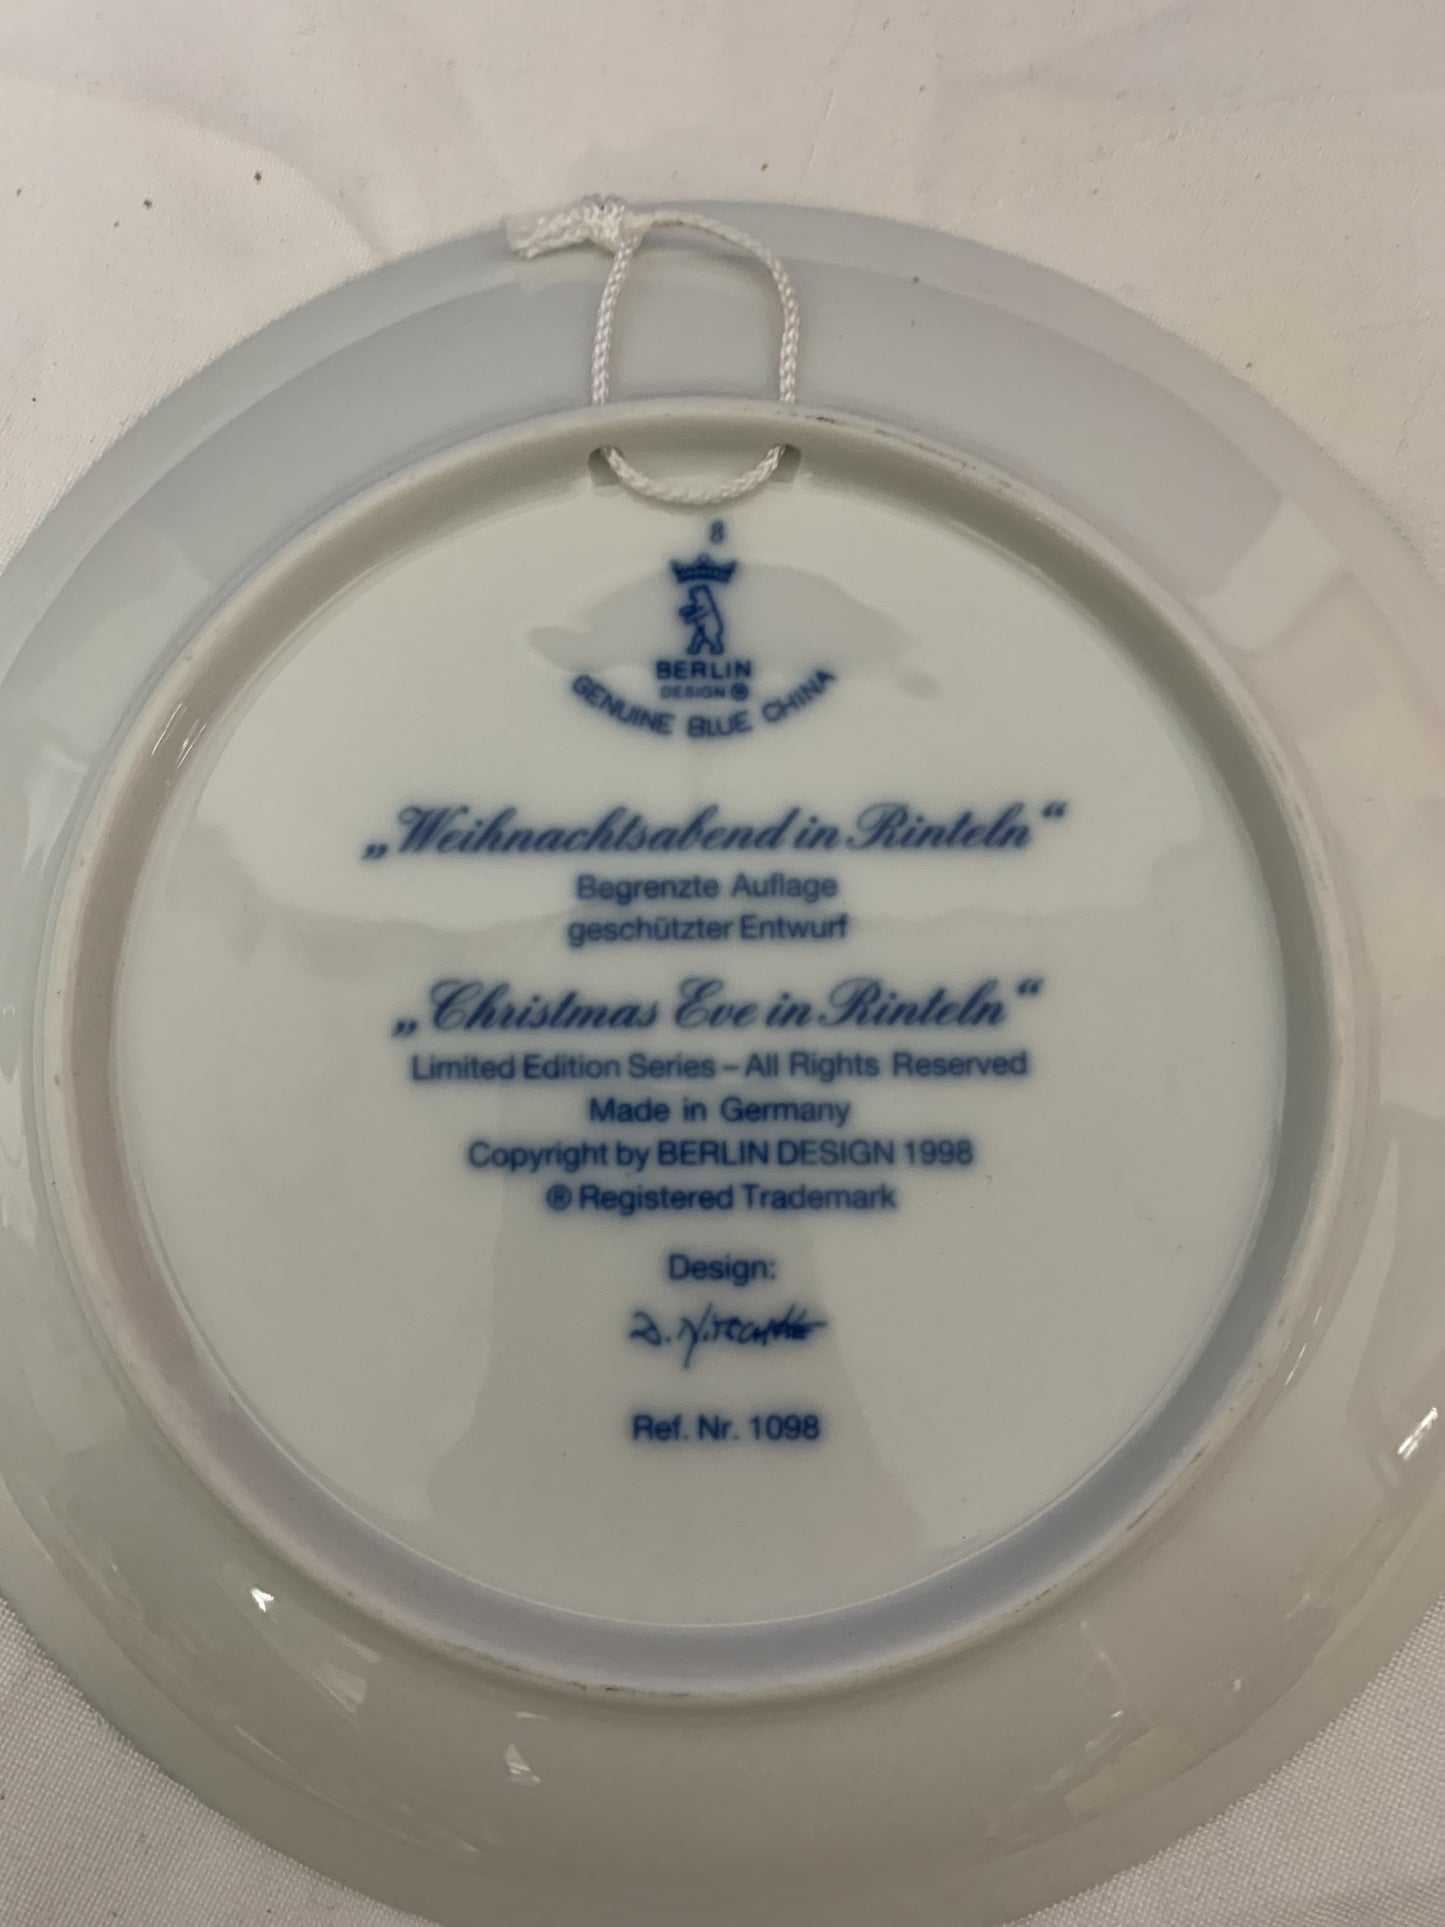 8
BERLIN
DESIGN ®
GENUINE BLUE CHINA
„Weihnachtsabend in Rinteln“
Begrenzte Auflage
geschützter Entwurf
„Christmas Eve in Rinteln“
Limited Edition Series – All Rights Reserved
Made in Germany
Copyright by BERLIN DESIGN 1998
® Registered Trademark
Design:
Ref. Nr. 1098